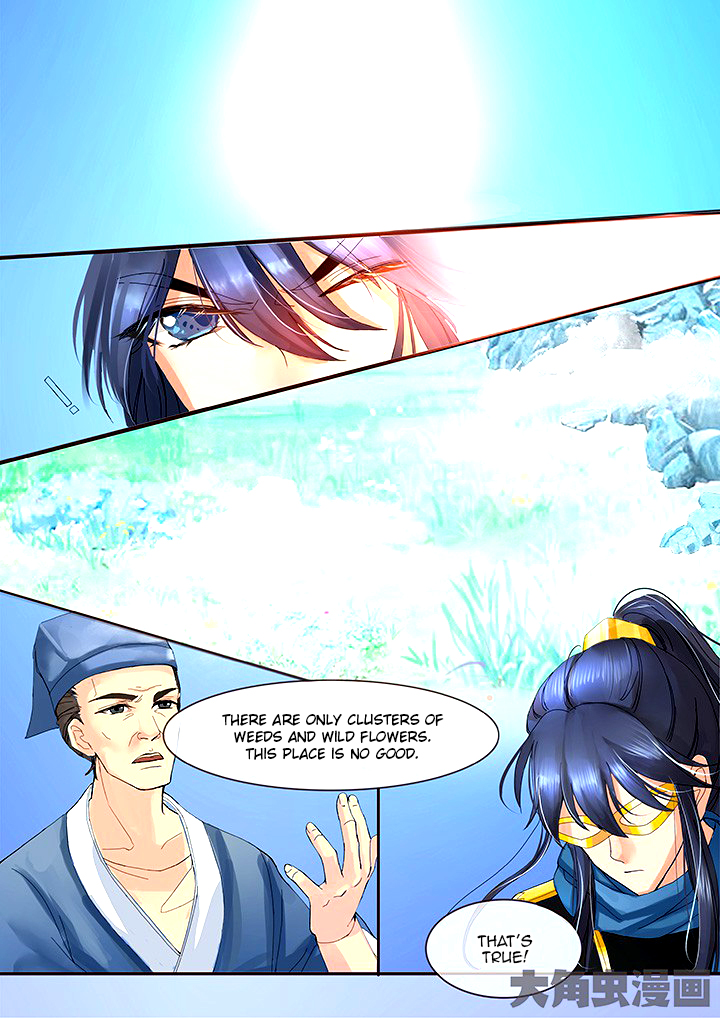 THERE ARE ONLY CLUSTERS OF
WEEDS AND WILD FLOWERS.
THIS PLACE IS NO GOOD.
THAT'S
TRUE!
大角虫漫画